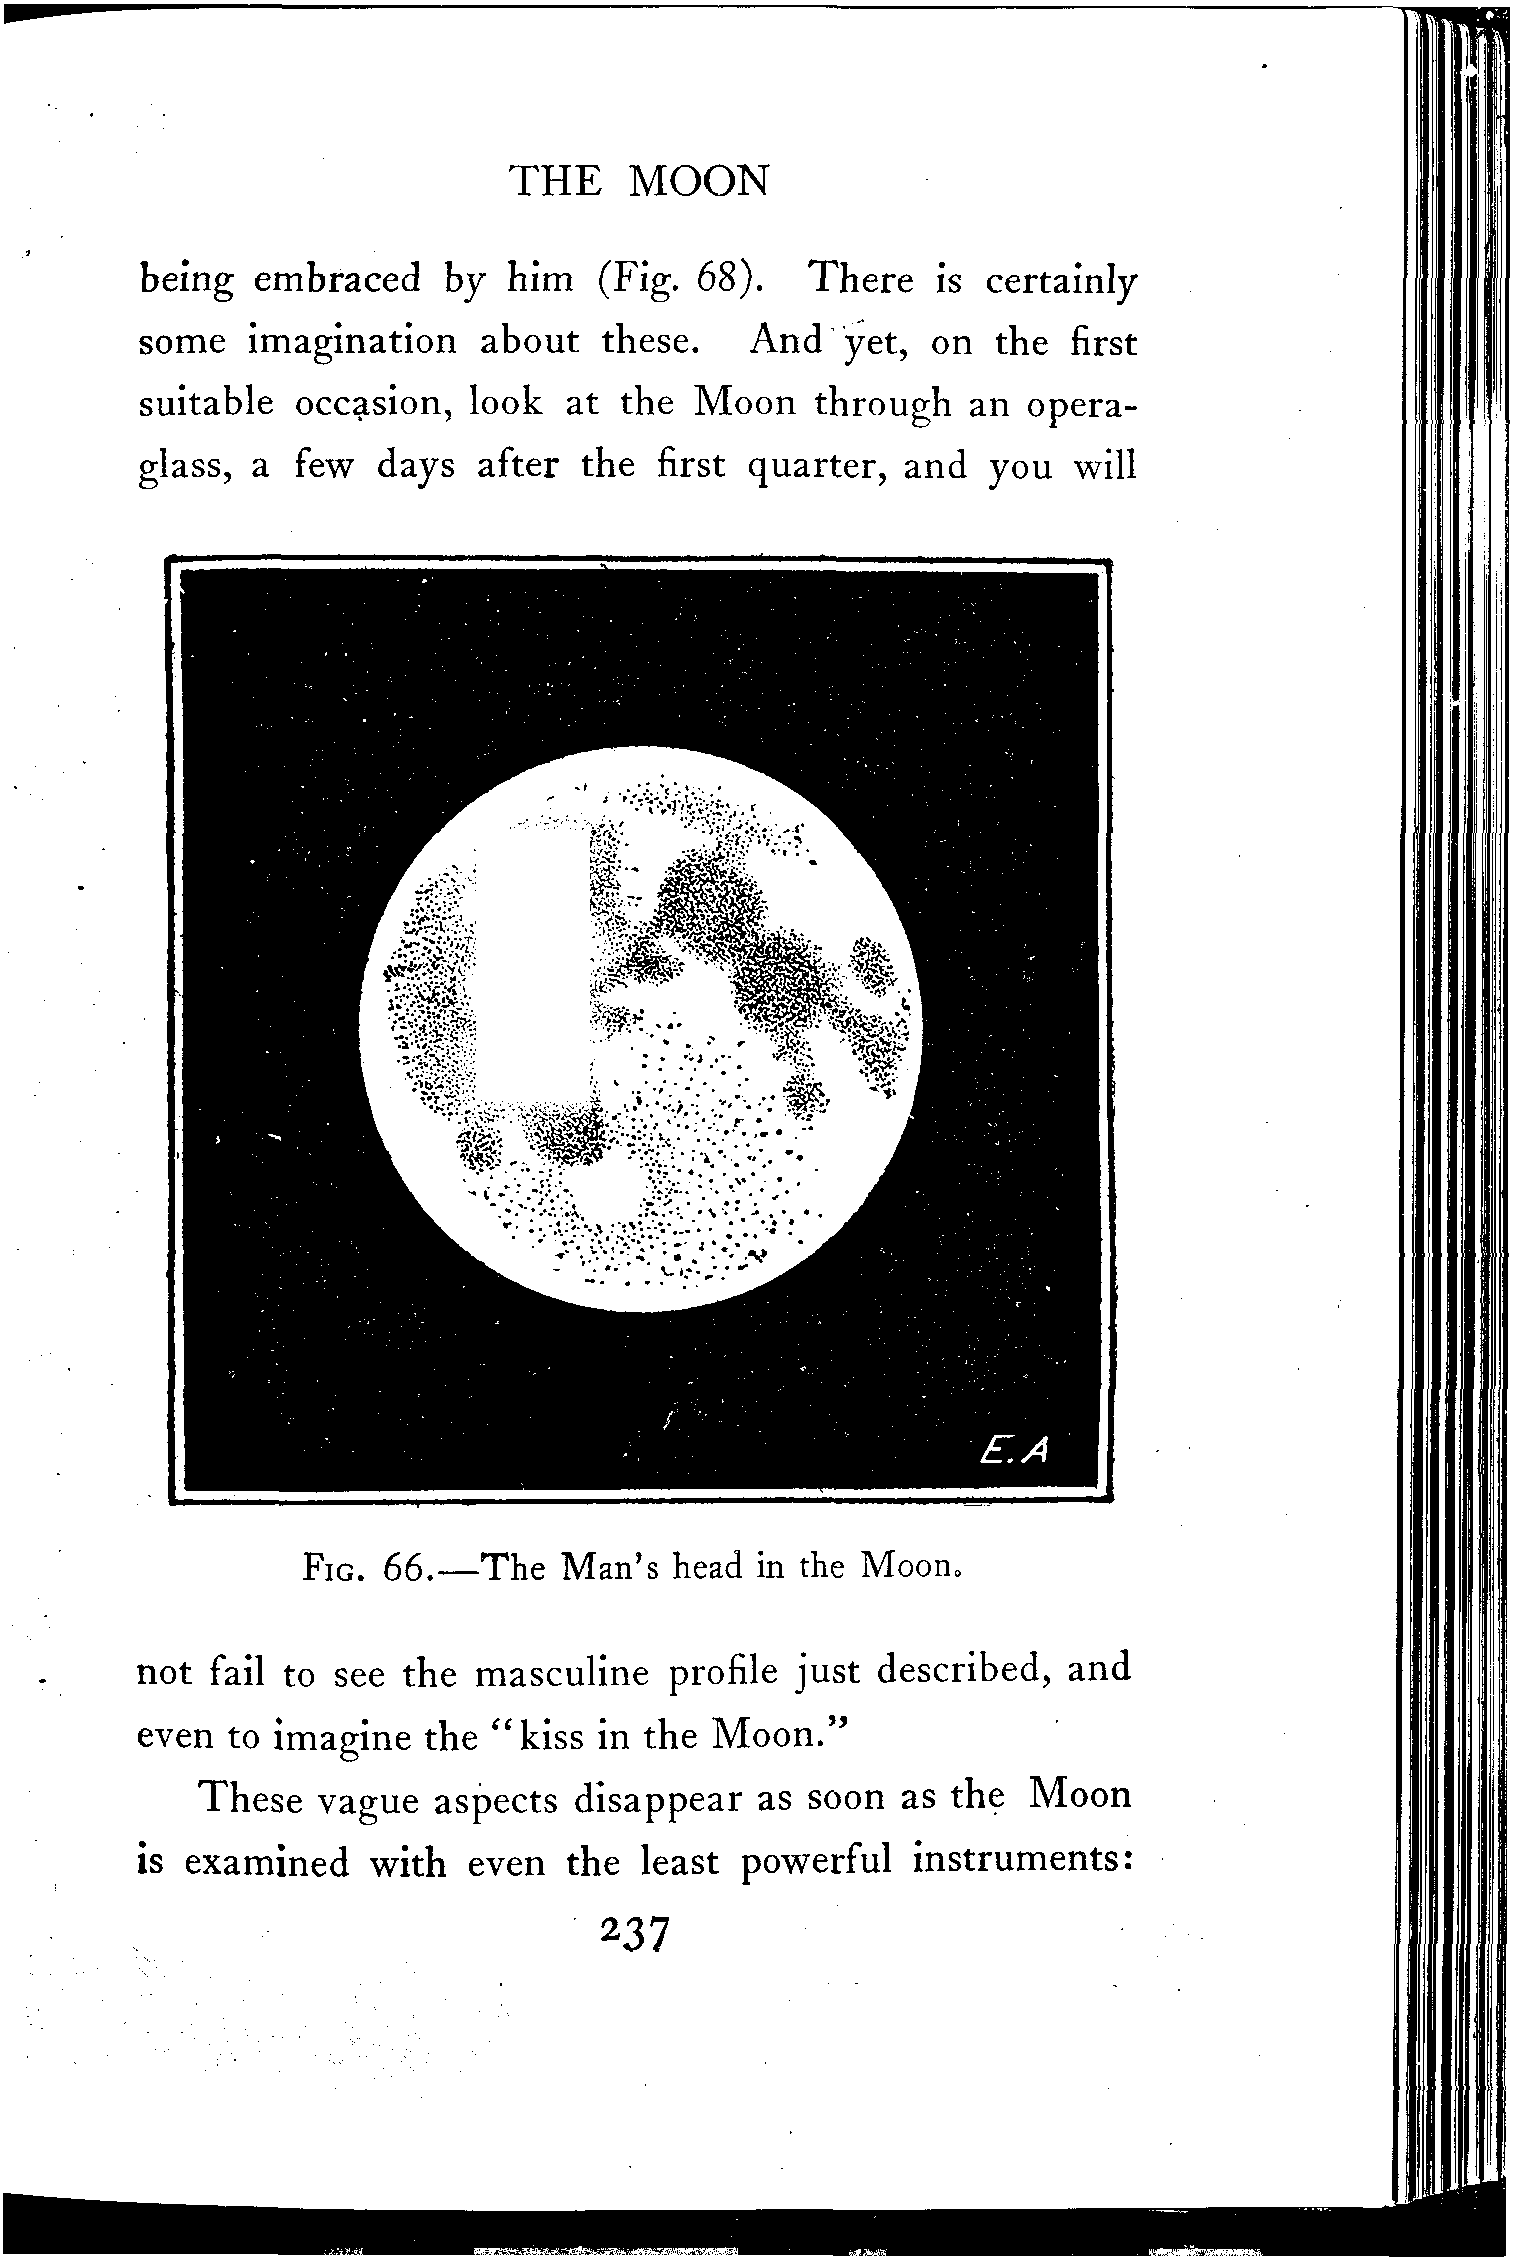 THE MOON
being embraced by him (Fig. 68). There is certainly
some imagination about these. And yet, on the first
suitable occasion, look at the Moon through an opera-
glass, a few days after the first quarter, and you will
E. A
FIG. 66.—The Man's head in the Moon.
not fail to see the masculine profile just described, and
even to imagine the "kiss in the Moon."
These vague aspects disappear as soon as the Moon
is examined with even the least powerful instruments:
237